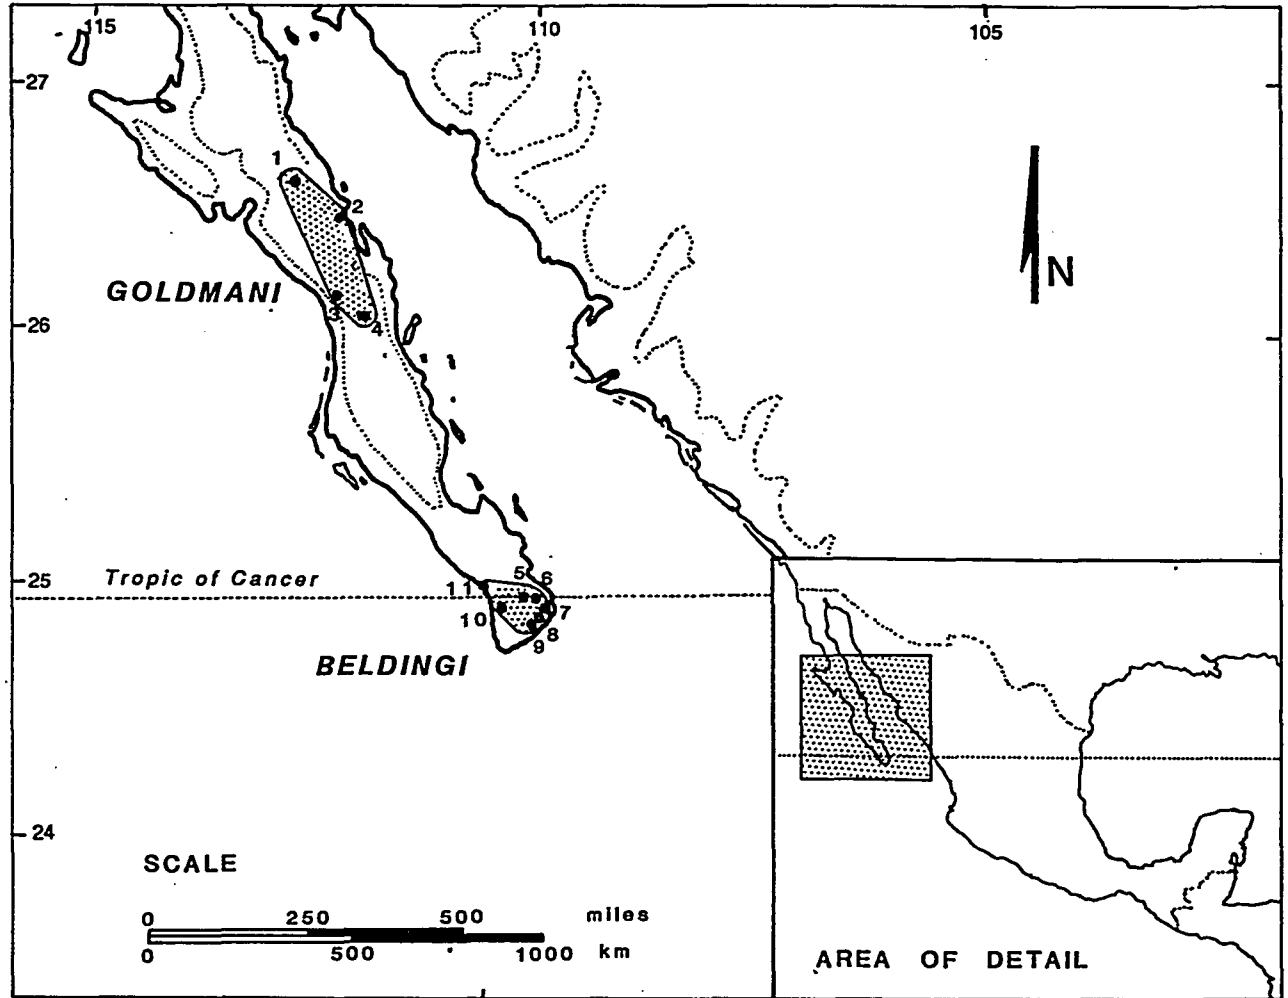 115 110 105
27
1
2
GOLDMANI
N
3
4
26
25
Tropic of Cancer
5 6
11
10 7
8
9
BELDINGI
24
SCALE
0 250 500 miles
0 500 1000 km
AREA OF DETAIL